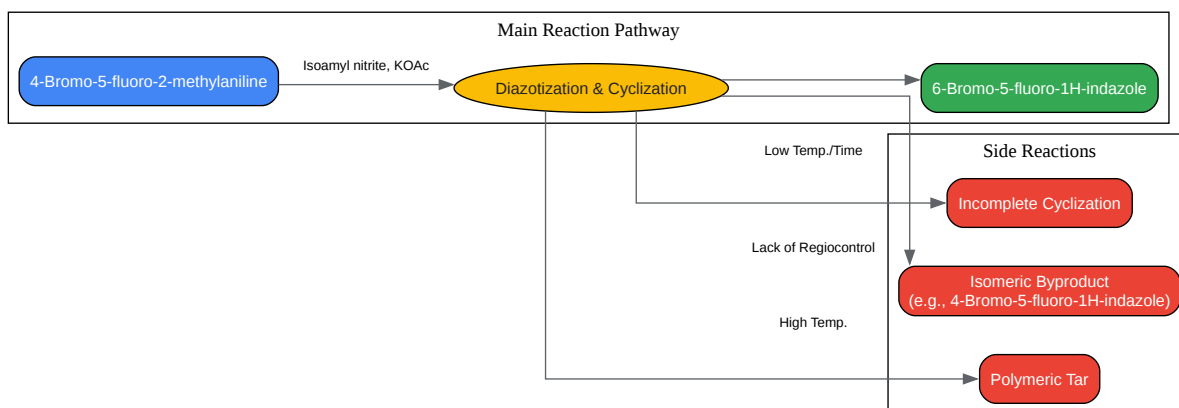 Main Reaction Pathway
4-Bromo-5-fluoro-2-methylaniline
Isoamyl nitrite, KOAc
Diazotization & Cyclization
6-Bromo-5-fluoro-1H-indazole
Low Temp./Time
Side Reactions
Incomplete Cyclization
Lack of Regiocontrol
Isomeric Byproduct
(e.g., 4-Bromo-5-fluoro-1H-indazole)
High Temp.
Polymeric Tar